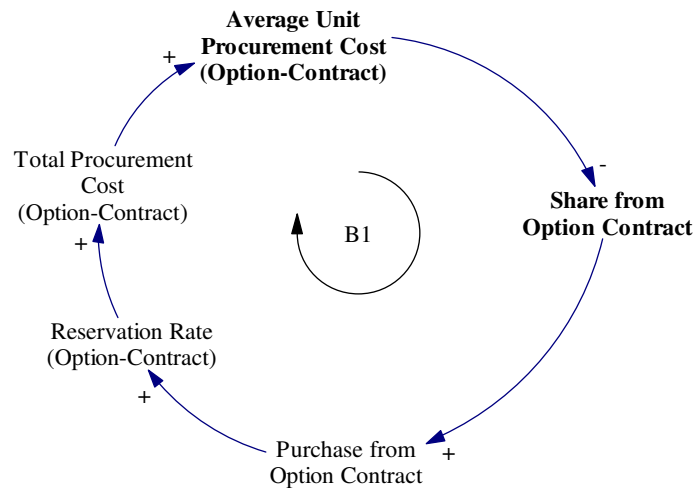 Average Unit
Procurement Cost
(Option-Contract)
+
-
Total Procurement
Cost
(Option-Contract)
Share from
Option Contract
B1
+
Reservation Rate
(Option-Contract)
+
Purchase from
Option Contract
+